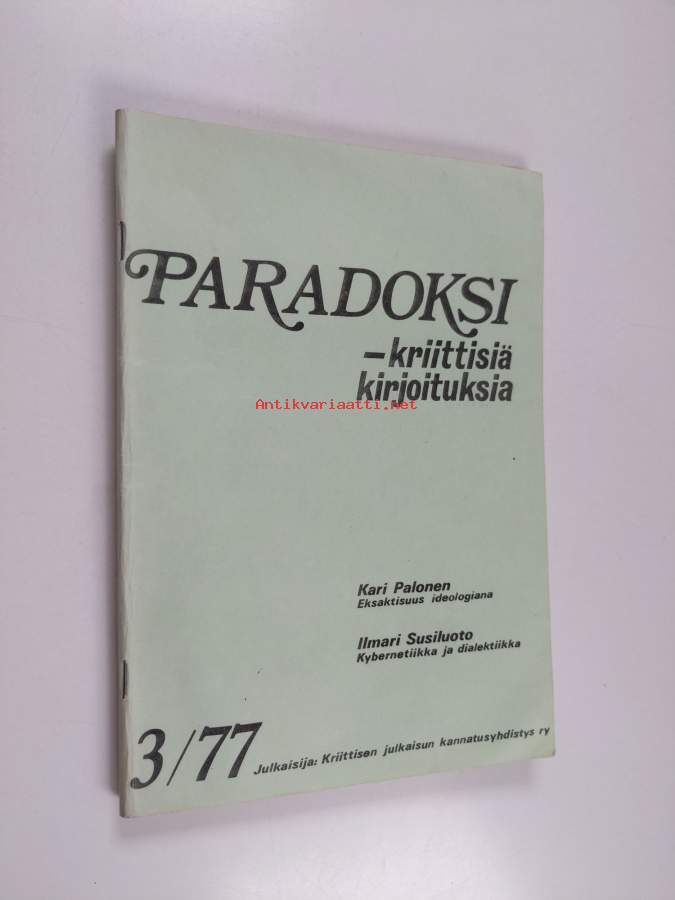 PARADOKSI
–kriittisiä
kirjoituksia
Antikvariaatti.net
Kari Palonen
Eksaktisuus ideologiana
Ilmari Susiluoto
Kybernetiikka ja dialektiikka
3/77
Julkaisija: Kriittisen julkaisun kannatusyhdistys ry